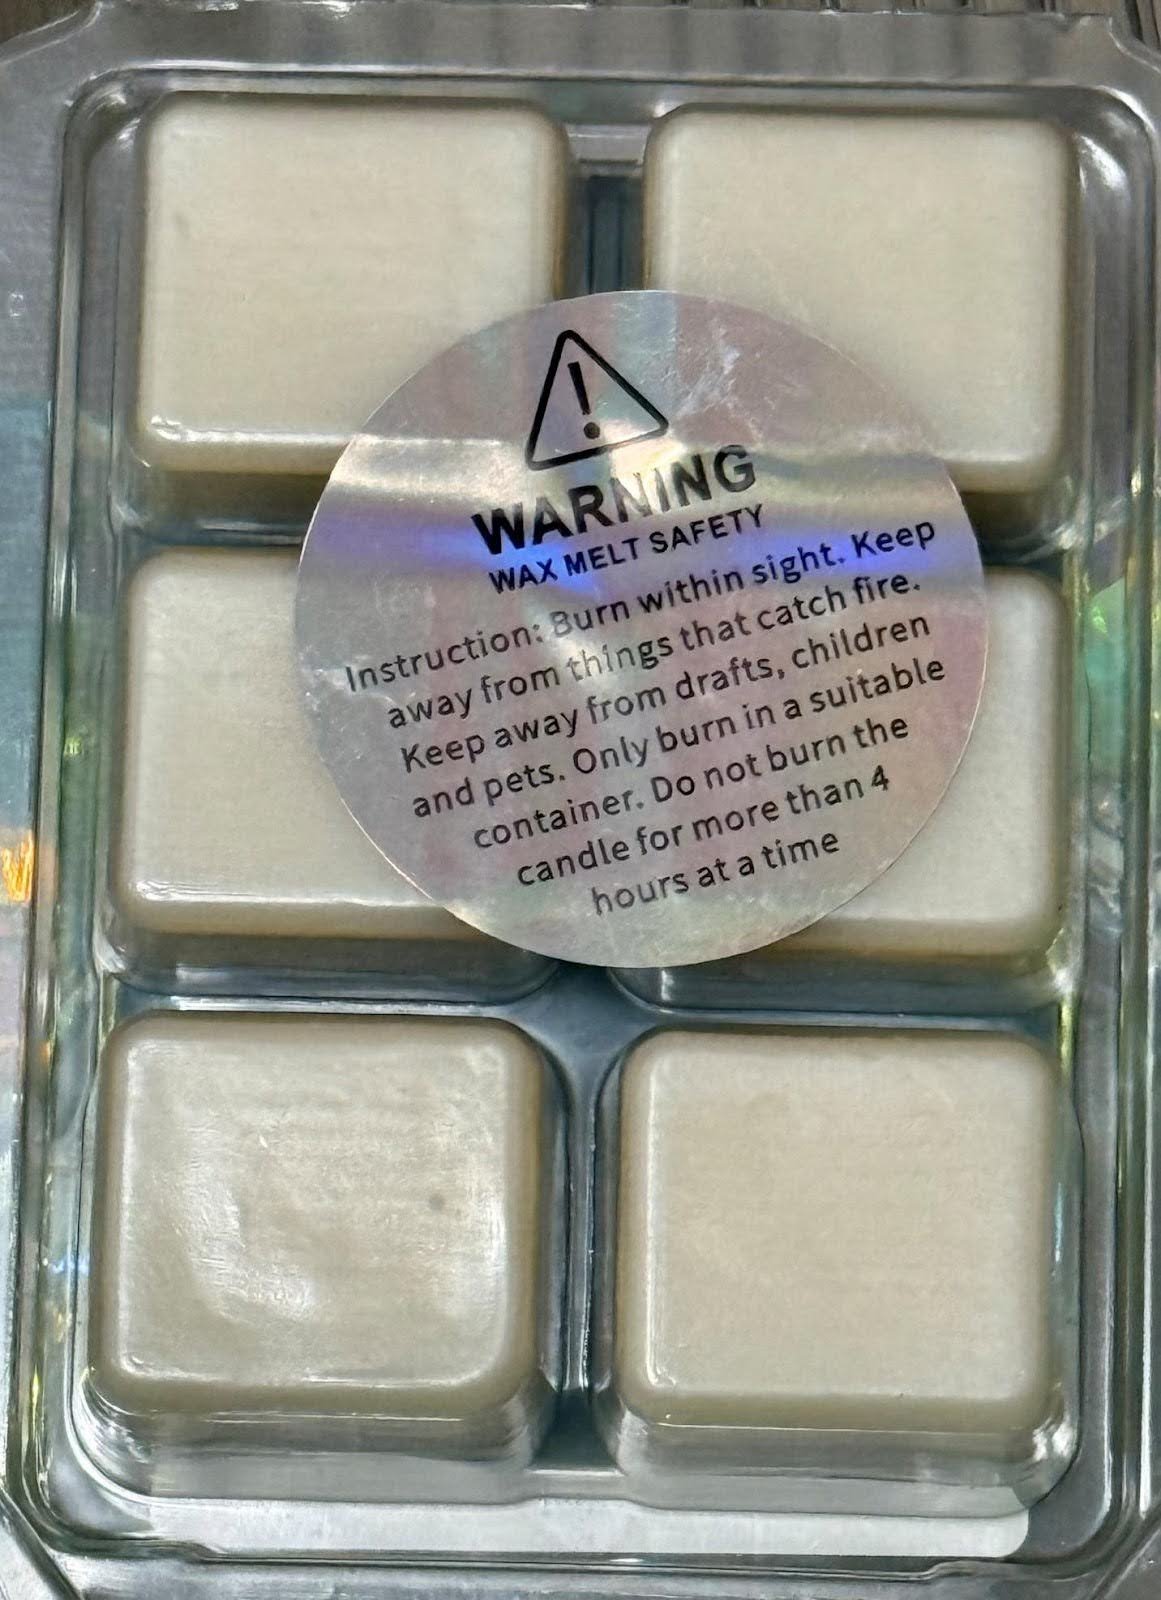 WARNING
WAX MELT SAFETY
Instruction: Burn within sight. Keep
away from things that catch fire.
Keep away from drafts, children
and pets. Only burn in a suitable
container. Do not burn the
candle for more than 4
hours at a time